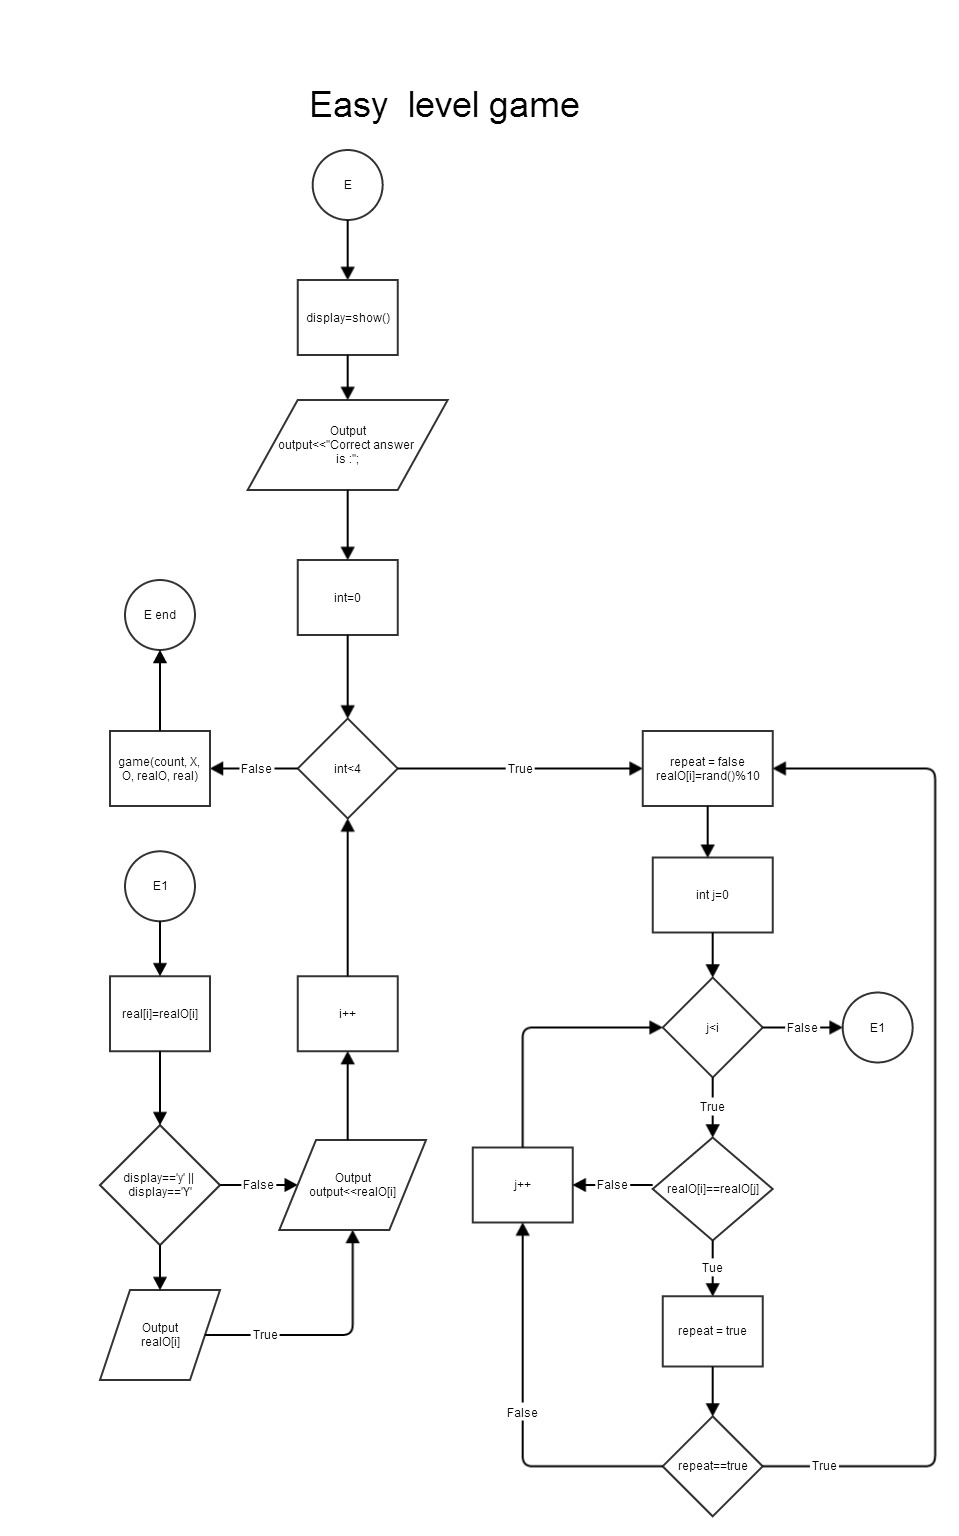 Easy  level game
E
display=show()
Output
output<<"Correct answer
is :";
int=0
E end
game(count, X,
O, realO, real)
False
int<4
True
repeat = false
realO[i]=rand()%10
int j=0
E1
real[i]=realO[i]
i++
j<i
False
E1
True
display=='y' ||
display=='Y'
False
Output
output<<realO[i]
j++
False
realO[i]==realO[j]
Tue
Output
realO[i]
True
repeat = true
False
repeat==true
True